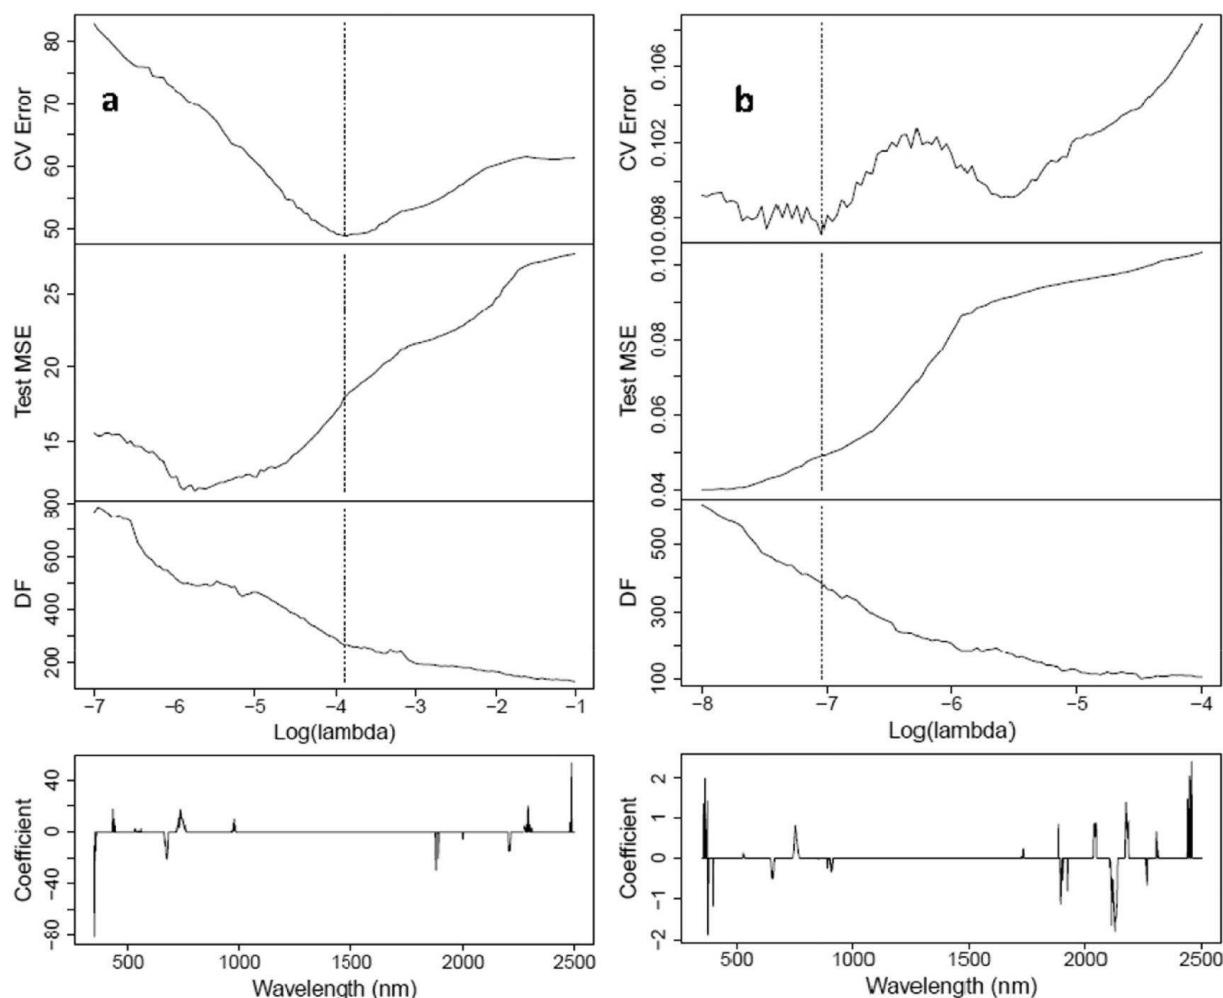 a
CV Error
50 60 70 80
Test MSE
15 20 25
DF
200 400 600 800
−7 −6 −5 −4 −3 −2 −1
Log(lambda)
Coefficient
−80 −40 0 40
500 1000 1500 2000 2500
Wavelength (nm)
b
CV Error
0.098 0.102 0.106
Test MSE
0.04 0.06 0.08 0.10
DF
100 300 500
−8 −7 −6 −5 −4
Log(lambda)
Coefficient
−2 −1 0 1 2
500 1000 1500 2000 2500
Wavelength (nm)